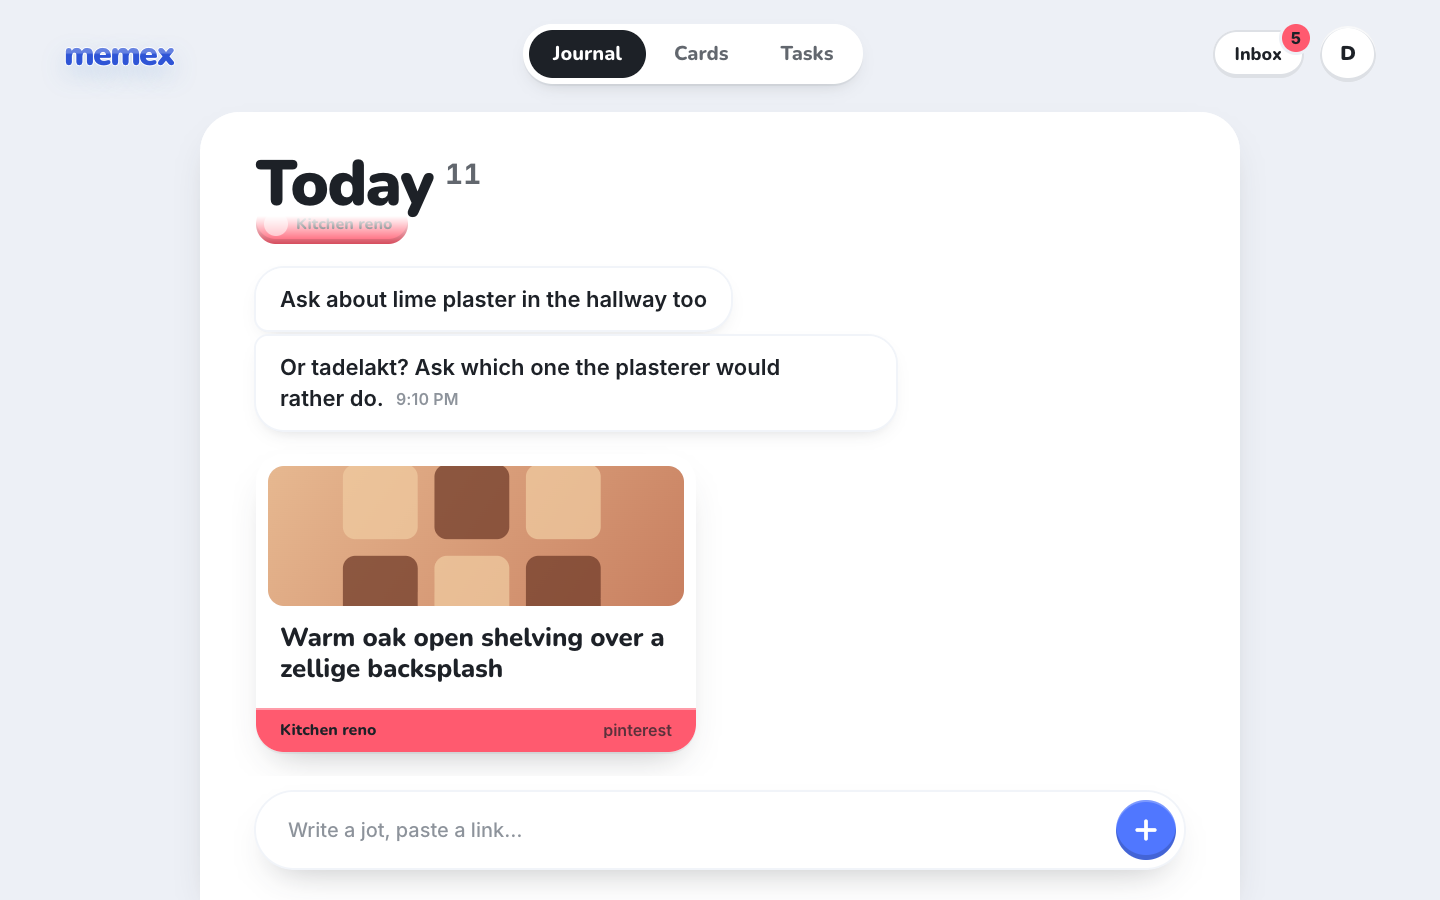 memex
Journal
Cards
Tasks
Inbox
5
D
Today 11
Kitchen reno
Ask about lime plaster in the hallway too
Or tadelakt? Ask which one the plasterer would
rather do. 9:10 PM
Warm oak open shelving over a
zellige backsplash
Kitchen reno
pinterest
Write a jot, paste a link...